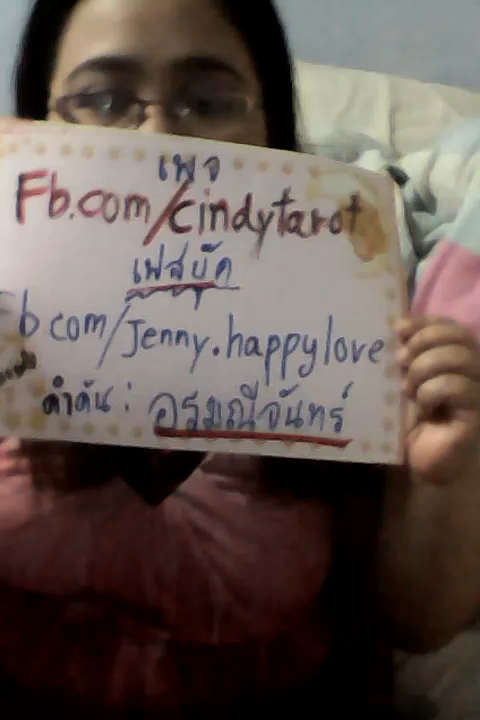 เพจ
Fb.com/cindytarot
เฟสบุ๊ค
Fb com/Jenny.happylove
คำค้น : อรมณีจันทร์